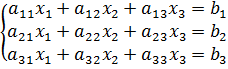 a₁₁x₁ + a₁₂x₂ + a₁₃x₃ = b₁
a₂₁x₁ + a₂₂x₂ + a₂₃x₃ = b₂
a₃₁x₁ + a₃₂x₂ + a₃₃x₃ = b₃